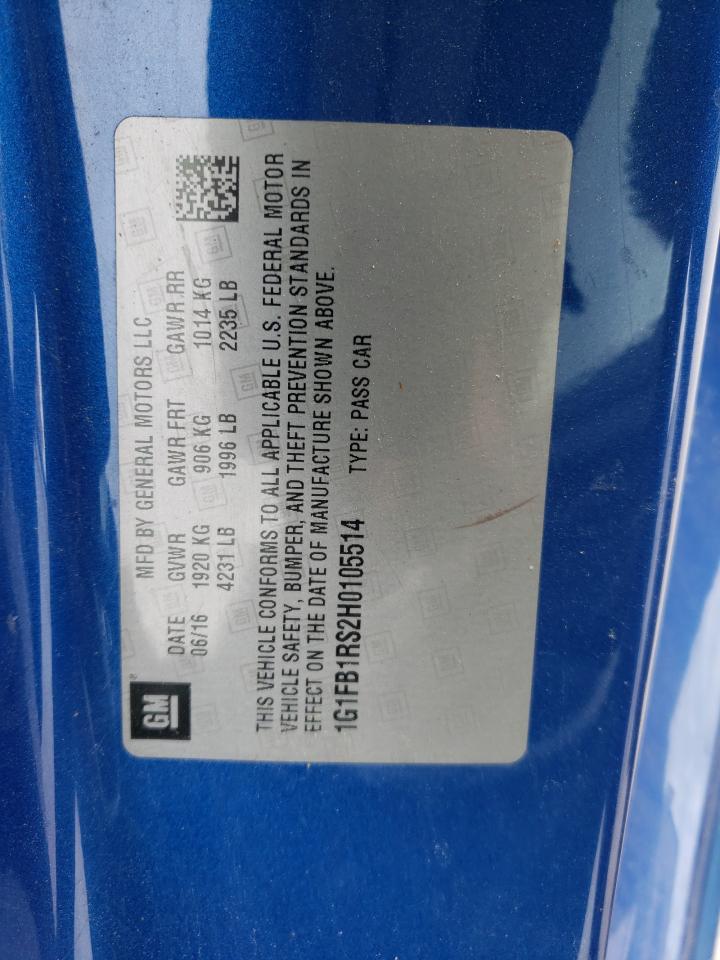 GM
MFD BY GENERAL MOTORS LLC
DATE GVWR GAWR FRT GAWR RR
06/16 1920 KG 906 KG 1014 KG
4231 LB 1996 LB 2235 LB
THIS VEHICLE CONFORMS TO ALL APPLICABLE U.S. FEDERAL MOTOR
VEHICLE SAFETY, BUMPER, AND THEFT PREVENTION STANDARDS IN
EFFECT ON THE DATE OF MANUFACTURE SHOWN ABOVE.
1G1FB1RS2H0105514 TYPE: PASS CAR